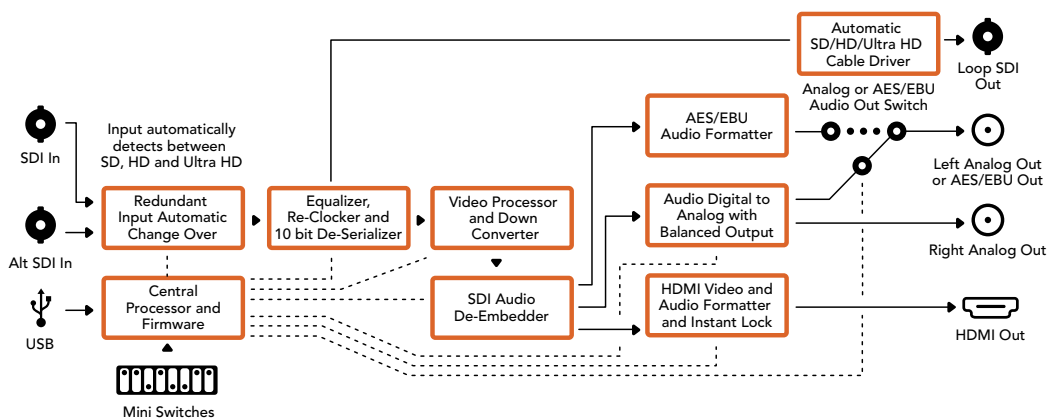 Automatic
SD/HD/Ultra HD
Cable Driver
Loop SDI
Out
Analog or AES/EBU
Audio Out Switch
AES/EBU
Audio Formatter
SDI In
Input automatically
detects between
SD, HD and Ultra HD
Left Analog Out
or AES/EBU Out
Redundant
Input Automatic
Change Over
Equalizer,
Re-Clocker and
10 bit De-Serializer
Video Processor
and Down
Converter
Audio Digital to
Analog with
Balanced Output
Alt SDI In
Right Analog Out
Central
Processor and
Firmware
SDI Audio
De-Embedder
HDMI Video and
Audio Formatter
and Instant Lock
USB
HDMI Out
Mini Switches